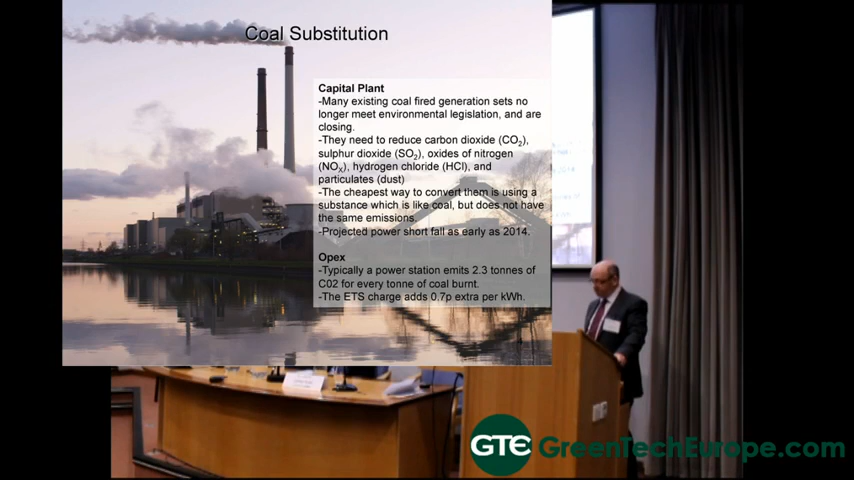 Coal Substitution
Capital Plant
-Many existing coal fired generation sets no
longer meet environmental legislation, and are
closing.
-They need to reduce carbon dioxide (CO₂),
sulphur dioxide (SO₂), oxides of nitrogen
(NOₓ), hydrogen chloride (HCl), and
particulates (dust)
-The cheapest way to convert them is using a
substance which is like coal, but does not have
the same emissions.
-Projected power short fall as early as 2014.
Opex
-Typically a power station emits 2.3 tonnes of
C02 for every tonne of coal burnt.
-The ETS charge adds 0.7p extra per kWh.
GTE GreenTechEurope.com